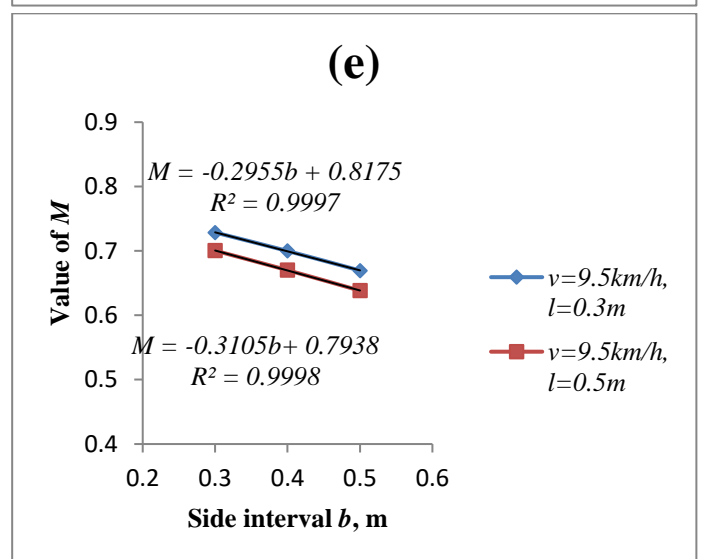 (e)
0.9
0.8
0.7
0.6
0.5
0.4
Value of M
M = -0.2955b + 0.8175
R² = 0.9997
M = -0.3105b+ 0.7938
R² = 0.9998
0.2 0.3 0.4 0.5 0.6
Side interval b, m
v=9.5km/h,
l=0.3m
v=9.5km/h,
l=0.5m